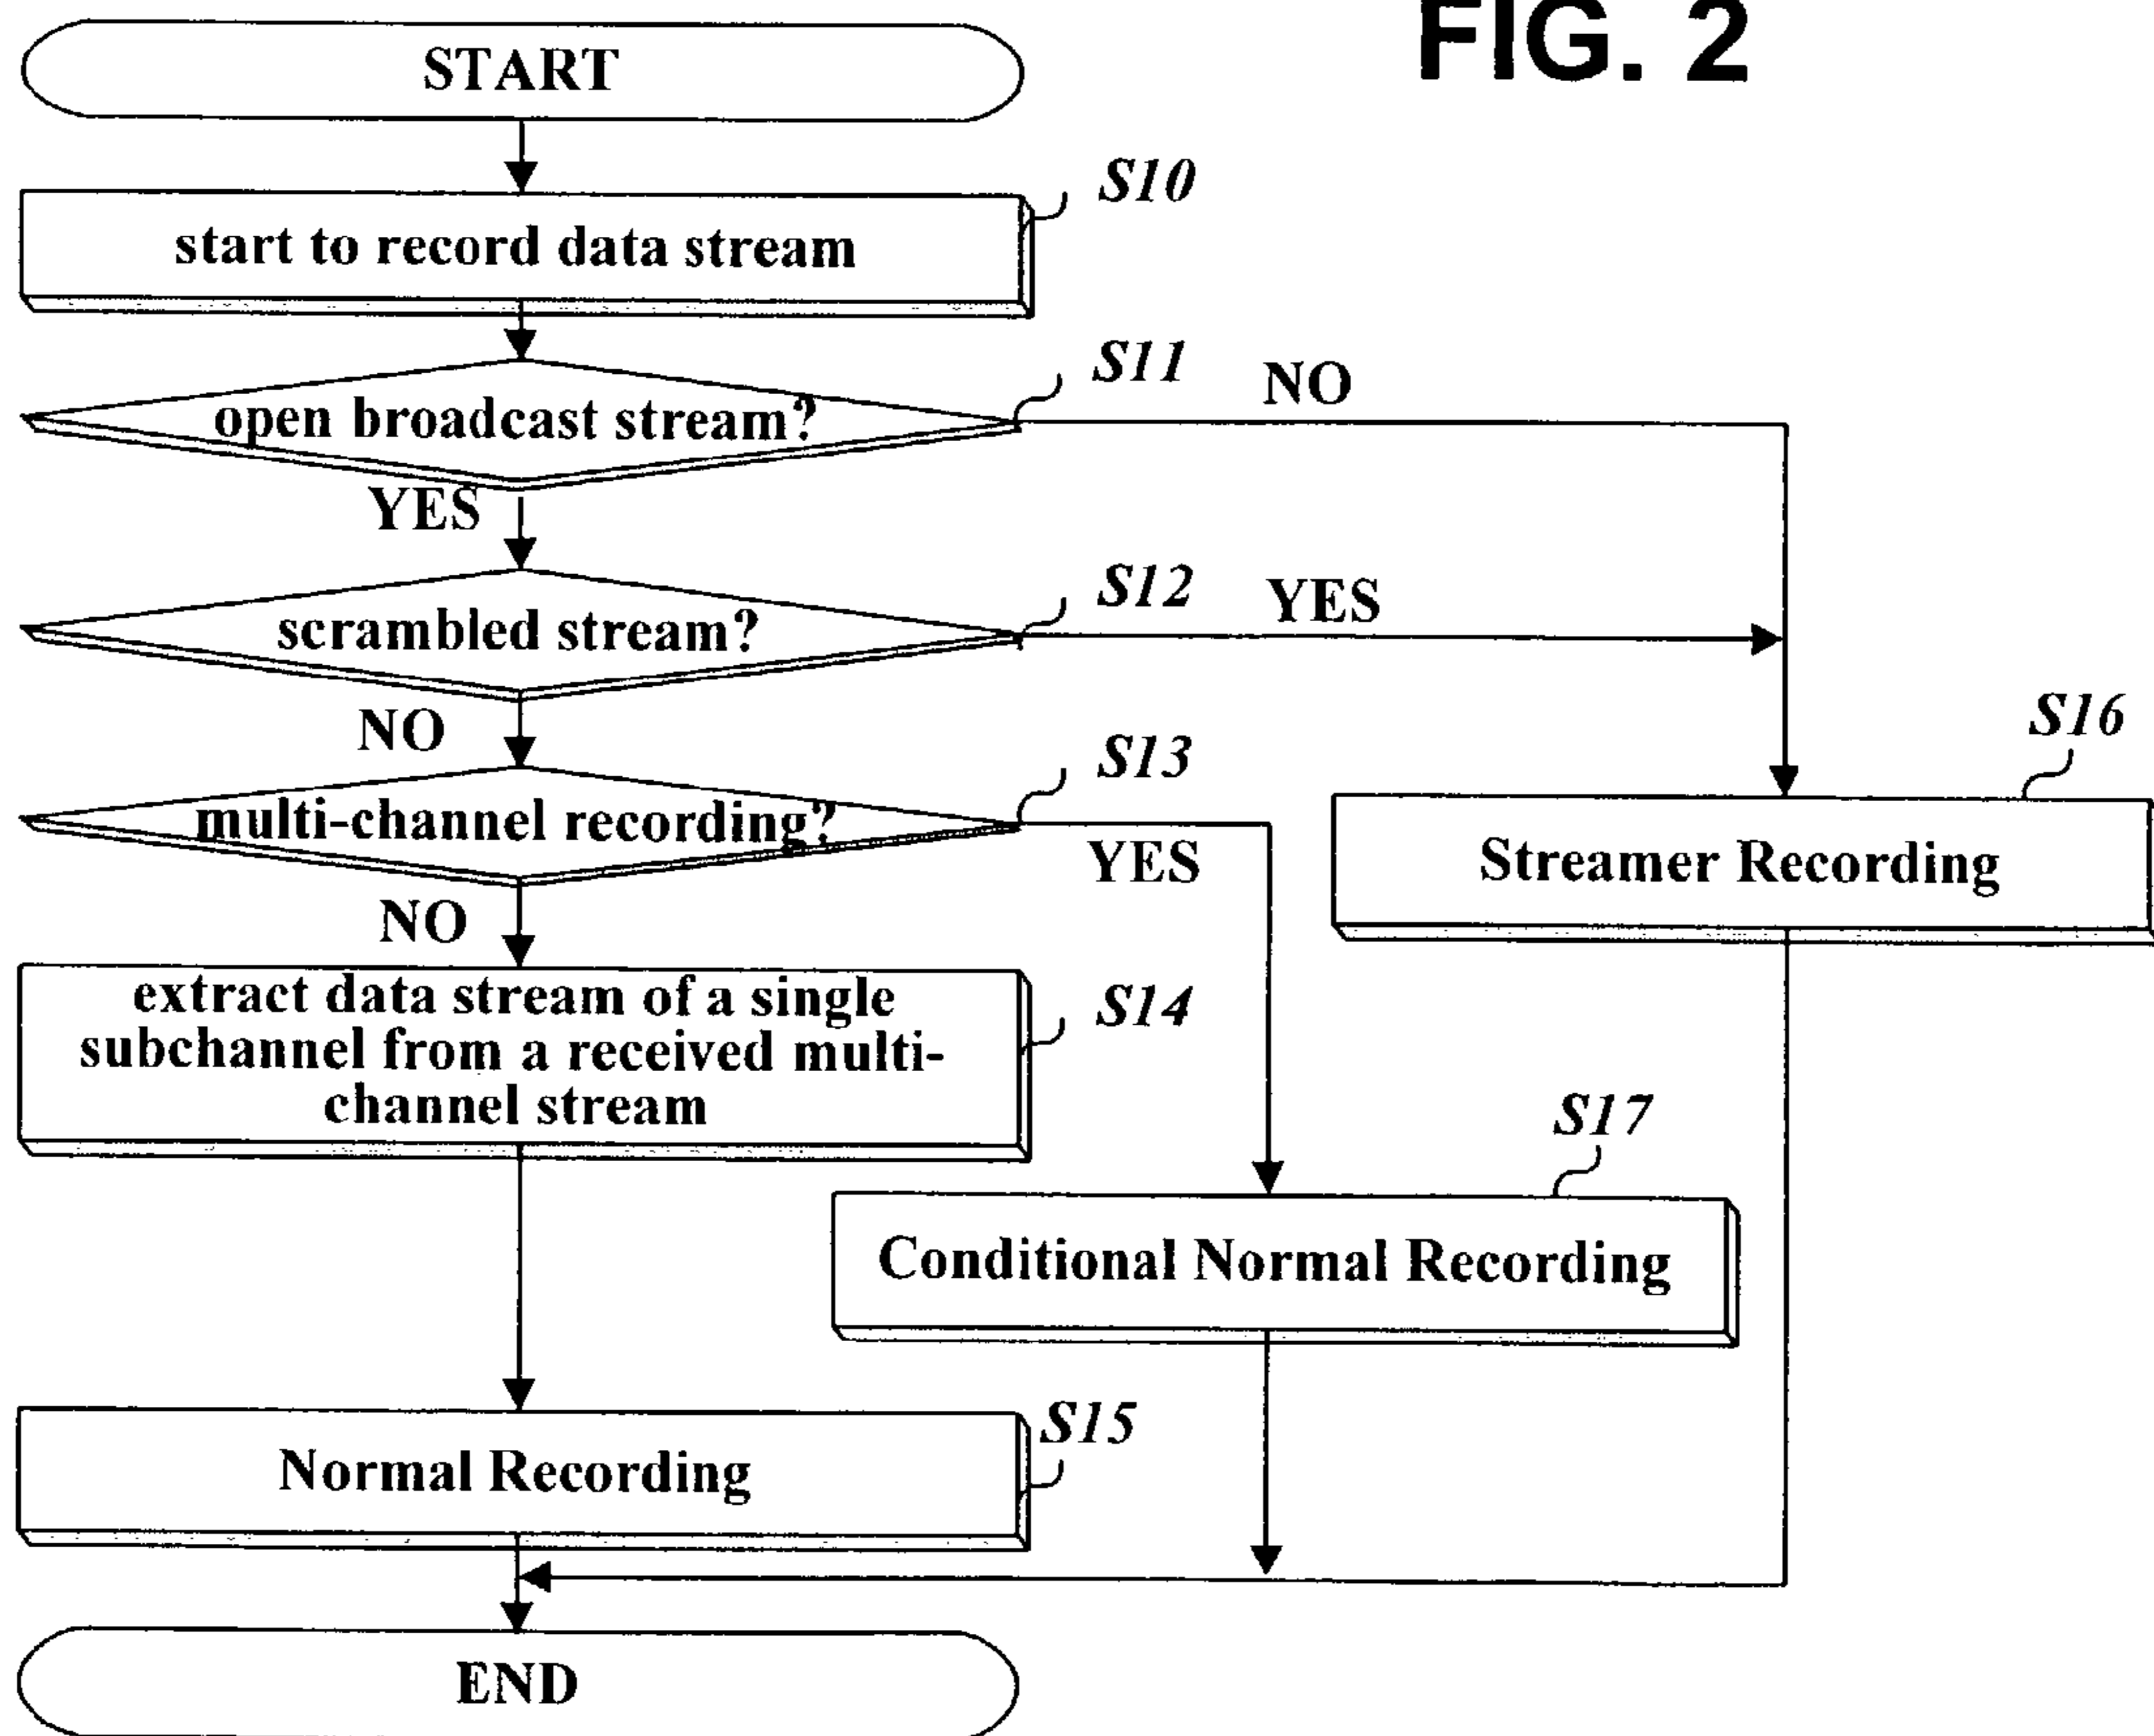 FIG. 2
START
S10
start to record data stream
S11
NO
open broadcast stream?
YES
S12
YES
scrambled stream?
NO
S13
multi-channel recording?
YES
S16
Streamer Recording
NO
S14
extract data stream of a single
subchannel from a received multi-
channel stream
S17
Conditional Normal Recording
S15
Normal Recording
END